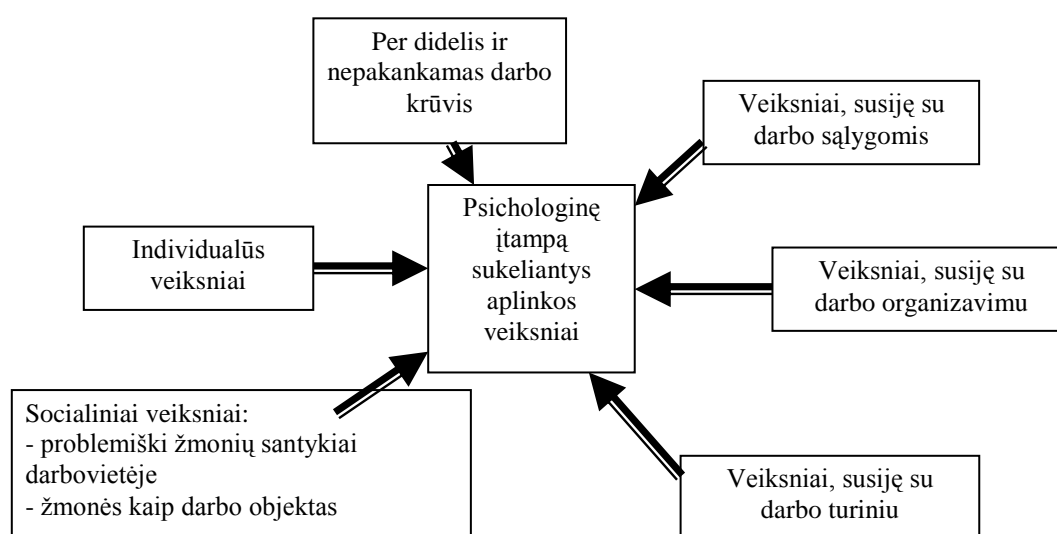 Per didelis ir
nepakankamas darbo
krūvis
Veiksniai, susiję su
darbo sąlygomis
Psichologinę
įtampą
sukeliantys
aplinkos
veiksniai
Individualūs
veiksniai
Veiksniai, susiję su
darbo organizavimu
Socialiniai veiksniai:
- problemiški žmonių santykiai
darbovietėje
- žmonės kaip darbo objektas
Veiksniai, susiję su
darbo turiniu